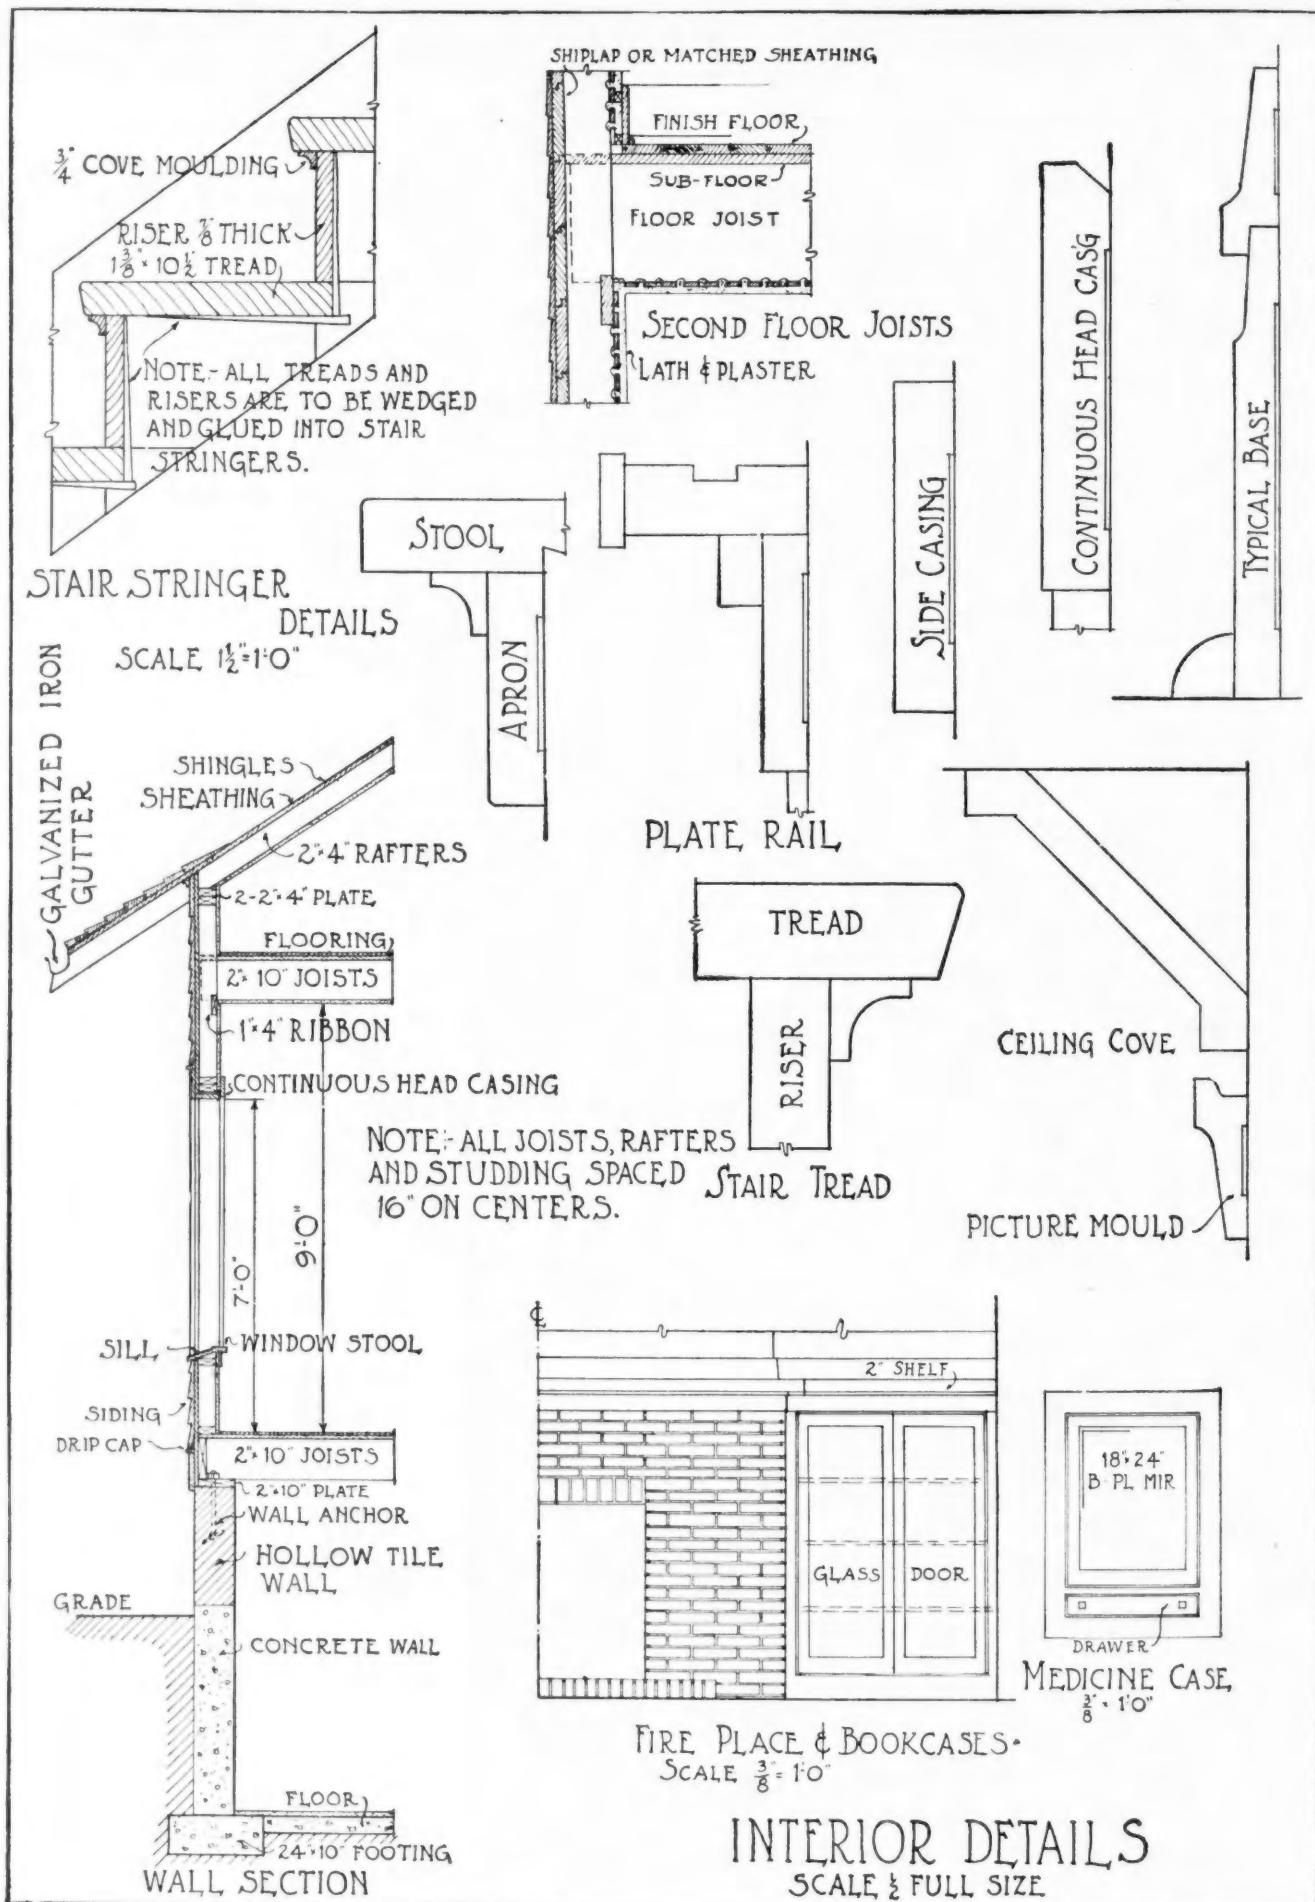 SHIPLAP OR MATCHED SHEATHING
FINISH FLOOR
SUB-FLOOR
FLOOR JOIST
SECOND FLOOR JOISTS
LATH & PLASTER
3/4" COVE MOULDING
RISER 7/8" THICK
1 3/8" × 10 1/2" TREAD
NOTE:- ALL TREADS AND
RISERS ARE TO BE WEDGED
AND GLUED INTO STAIR
STRINGERS.
STAIR STRINGER
DETAILS
SCALE 1 1/2" = 1'-0"
STOOL
APRON
PLATE RAIL
SIDE CASING
CONTINUOUS HEAD CAS'G
TYPICAL BASE
GALVANIZED IRON
GUTTER
SHINGLES
SHEATHING
2"×4" RAFTERS
2-2"×4" PLATE
FLOORING
2"×10" JOISTS
1"×4" RIBBON
CONTINUOUS HEAD CASING
7'-0"
9'-0"
SILL
WINDOW STOOL
SIDING
DRIP CAP
2"×10" JOISTS
2"×10" PLATE
WALL ANCHOR
HOLLOW TILE
WALL
GRADE
CONCRETE WALL
FLOOR
24"×10" FOOTING
WALL SECTION
NOTE:- ALL JOISTS, RAFTERS
AND STUDDING SPACED
16" ON CENTERS.
TREAD
RISER
STAIR TREAD
CEILING COVE
PICTURE MOULD
℄
2" SHELF
GLASS
DOOR
FIRE PLACE & BOOKCASES
SCALE 3/8" = 1'-0"
18"×24"
B·PL MIR
DRAWER
MEDICINE CASE
3/8" = 1'-0"
INTERIOR DETAILS
SCALE 1/2 FULL SIZE